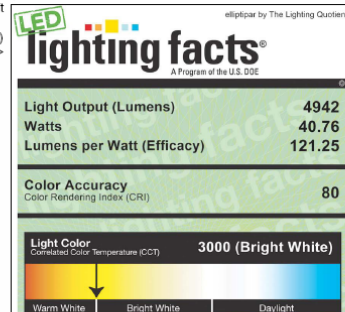 elliptipar by The Lighting Quotien
LED
lighting facts®
A Program of the U.S. DOE
Light Output (Lumens) 4942
Watts 40.76
Lumens per Watt (Efficacy) 121.25
Color Accuracy
Color Rendering Index (CRI) 80
Light Color
Correlated Color Temperature (CCT) 3000 (Bright White)
Warm White Bright White Daylight